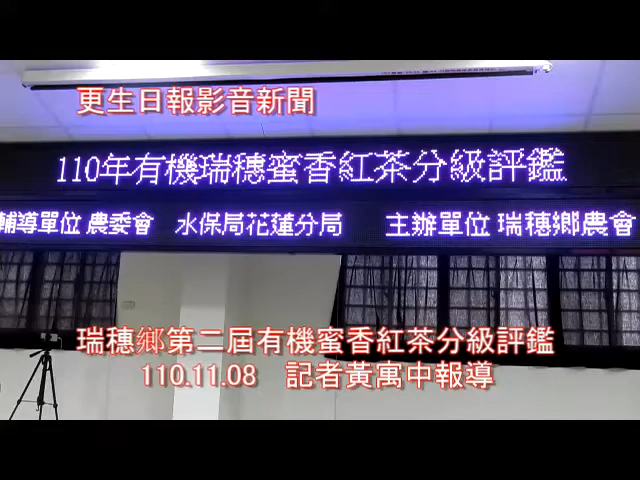 更生日報影音新聞
110年有機瑞穗蜜香紅茶分級評鑑
輔導單位 農委會 水保局花蓮分局 主辦單位 瑞穗鄉農會
瑞穗鄉第二屆有機蜜香紅茶分級評鑑
110.11.08 記者黃寓中報導